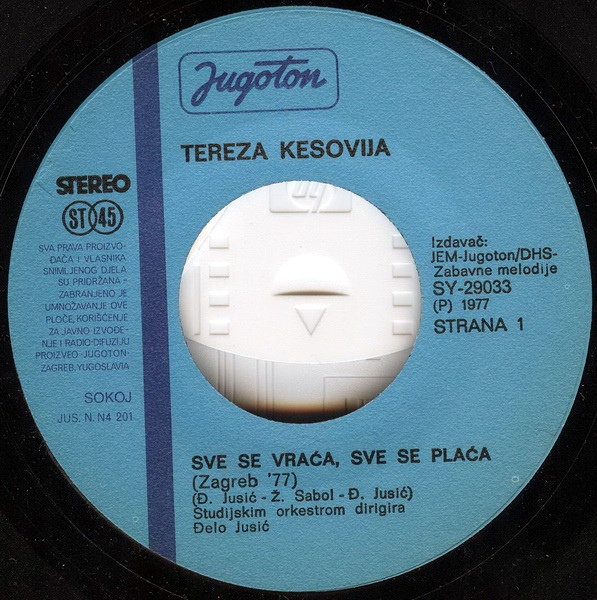 Jugoton
TEREZA KESOVIJA
STEREO
ST 45
SVA PRAVA PROIZVO-
ĐAČA I VLASNIKA
SNIMLJENOG DJELA
SU PRIDRŽANA -
ZABRANJENO JE
UMNOŽAVANJE OVE
PLOČE, KORIŠĆENJE
ZA JAVNO IZVOĐE-
NJE I RADIO-DIFUZIJU
PROIZVEO ·JUGOTON·
ZAGREB, YUGOSLAVIA
SOKOJ
JUS. N. N4 201
Izdavač:
JEM-Jugoton/DHS-
Zabavne melodije
SY-29033
(P) 1977
STRANA 1
SVE SE VRAĆA, SVE SE PLAĆA
(Zagreb '77)
(Đ. Jusić - Ž. Sabol - Đ. Jusić)
Studijskim orkestrom dirigira
Đelo Jusić